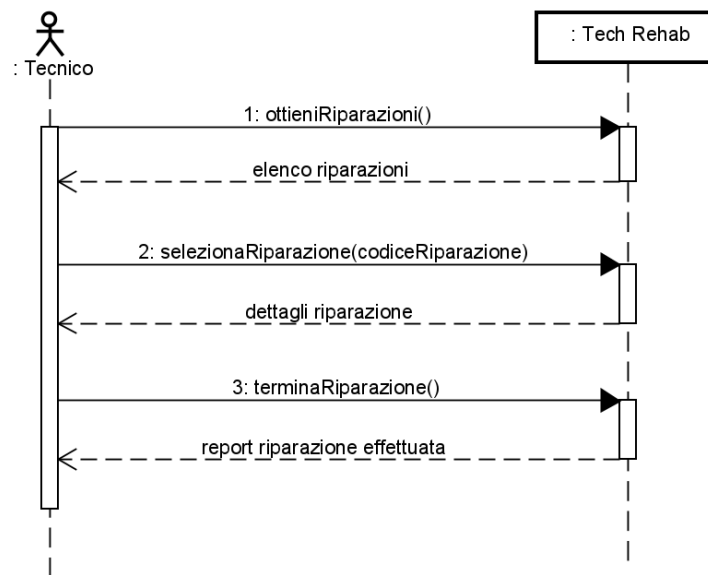 : Tecnico
: Tech Rehab
1: ottieniRiparazioni()
elenco riparazioni
2: selezionaRiparazione(codiceRiparazione)
dettagli riparazione
3: terminaRiparazione()
report riparazione effettuata